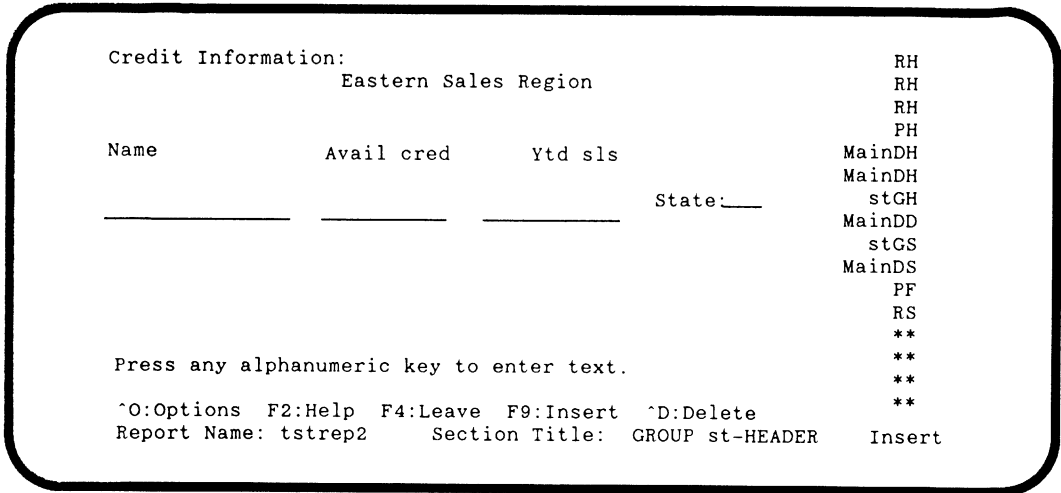 Credit Information: RH
Eastern Sales Region RH
RH
PH
Name Avail cred Ytd sls MainDH
MainDH
State:___ stGH
MainDD
stGS
MainDS
PF
RS
**
Press any alphanumeric key to enter text. **
**
^O:Options F2:Help F4:Leave F9:Insert ^D:Delete **
Report Name: tstrep2 Section Title: GROUP st-HEADER Insert